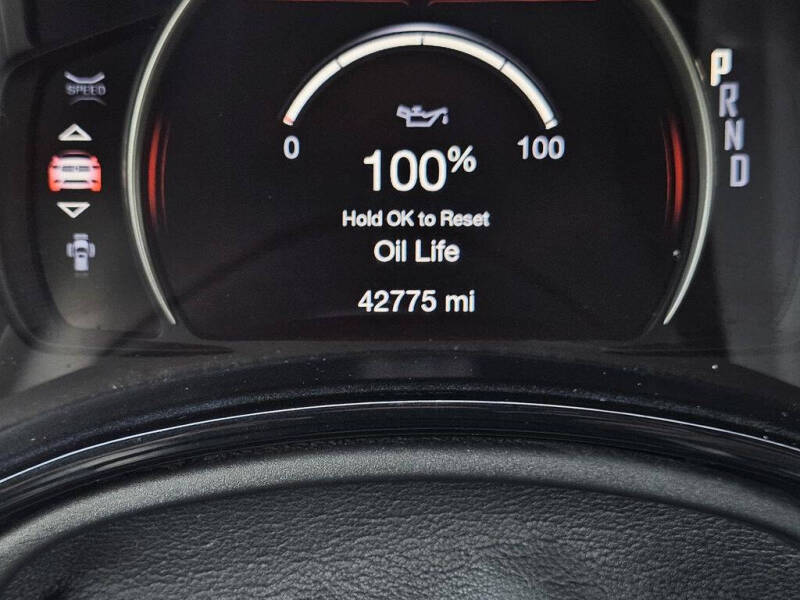 SPEED
0
100
100%
Hold OK to Reset
Oil Life
42775 mi
P
R
N
D